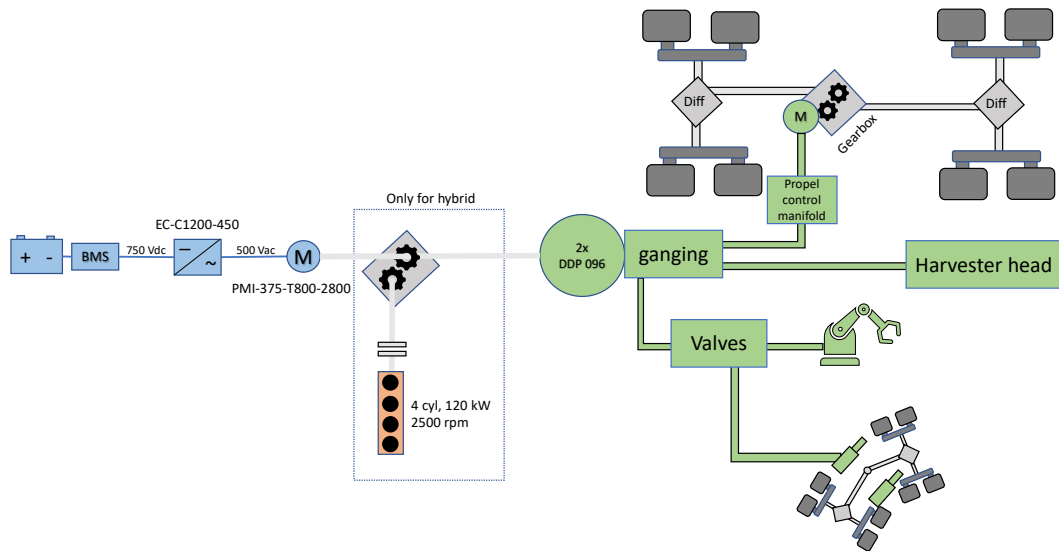 Diff
M
Gearbox
Diff
Propel
control
manifold
Only for hybrid
EC-C1200-450
+ -
BMS
750 Vdc
500 Vac
M
PMI-375-T800-2800
2x
DDP 096
ganging
Harvester head
Valves
4 cyl, 120 kW
2500 rpm